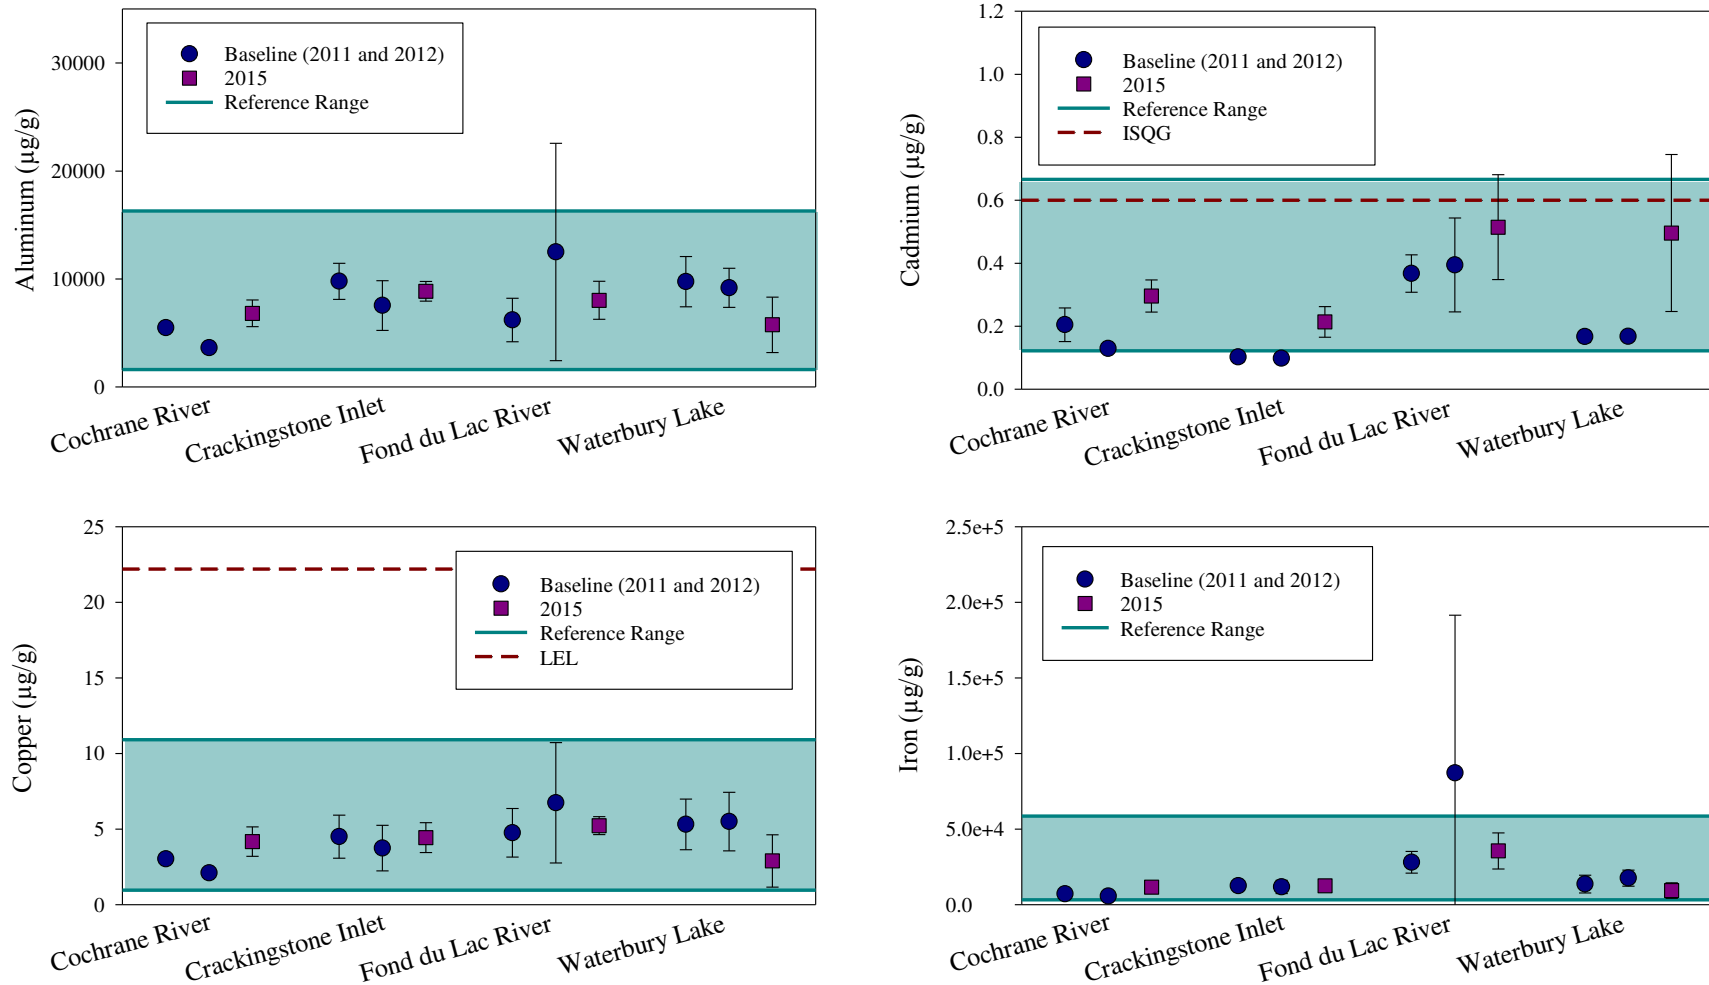 Aluminum (µg/g)
30000
20000
10000
0
Baseline (2011 and 2012)
2015
Reference Range
Cochrane River
Crackingstone Inlet
Fond du Lac River
Waterbury Lake
Cadmium (µg/g)
1.2
1.0
0.8
0.6
0.4
0.2
0.0
Baseline (2011 and 2012)
2015
Reference Range
ISQG
Cochrane River
Crackingstone Inlet
Fond du Lac River
Waterbury Lake
Copper (µg/g)
25
20
15
10
5
0
Baseline (2011 and 2012)
2015
Reference Range
LEL
Cochrane River
Crackingstone Inlet
Fond du Lac River
Waterbury Lake
Iron (µg/g)
2.5e+5
2.0e+5
1.5e+5
1.0e+5
5.0e+4
0.0
Baseline (2011 and 2012)
2015
Reference Range
Cochrane River
Crackingstone Inlet
Fond du Lac River
Waterbury Lake